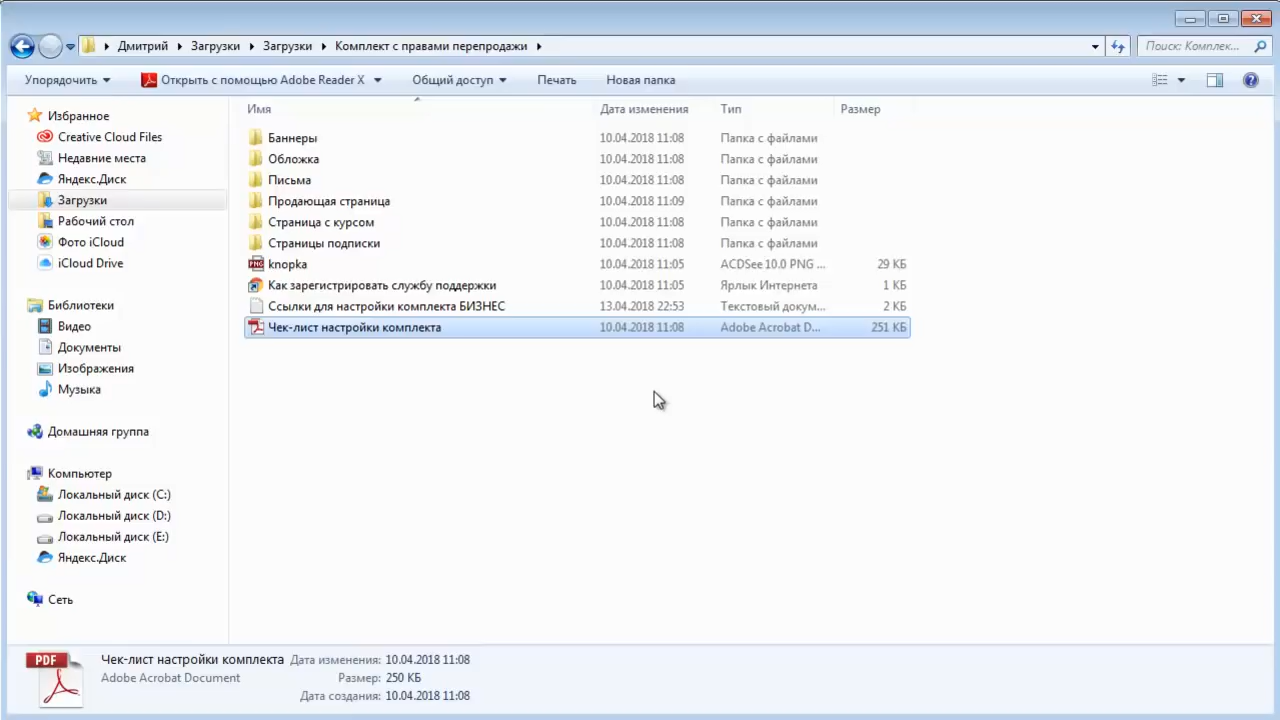 Дмитрий Загрузки Загрузки Комплект с правами перепродажи
Поиск: Комплек...
Упорядочить Открыть с помощью Adobe Reader X Общий доступ Печать Новая папка
Избранное
Creative Cloud Files
Недавние места
Яндекс.Диск
Загрузки
Рабочий стол
Фото iCloud
iCloud Drive
Библиотеки
Видео
Документы
Изображения
Музыка
Домашняя группа
Компьютер
Локальный диск (C:)
Локальный диск (D:)
Локальный диск (E:)
Яндекс.Диск
Сеть
Имя Дата изменения Тип Размер
Баннеры 10.04.2018 11:08 Папка с файлами
Обложка 10.04.2018 11:08 Папка с файлами
Письма 10.04.2018 11:08 Папка с файлами
Продающая страница 10.04.2018 11:09 Папка с файлами
Страница с курсом 10.04.2018 11:08 Папка с файлами
Страницы подписки 10.04.2018 11:08 Папка с файлами
knopka 10.04.2018 11:05 ACDSee 10.0 PNG ... 29 КБ
Как зарегистрировать службу поддержки 10.04.2018 11:05 Ярлык Интернета 1 КБ
Ссылки для настройки комплекта БИЗНЕС 13.04.2018 22:53 Текстовый докум... 2 КБ
Чек-лист настройки комплекта 10.04.2018 11:08 Adobe Acrobat D... 251 КБ
PDF
Чек-лист настройки комплекта Дата изменения: 10.04.2018 11:08
Adobe Acrobat Document Размер: 250 КБ
Дата создания: 10.04.2018 11:08